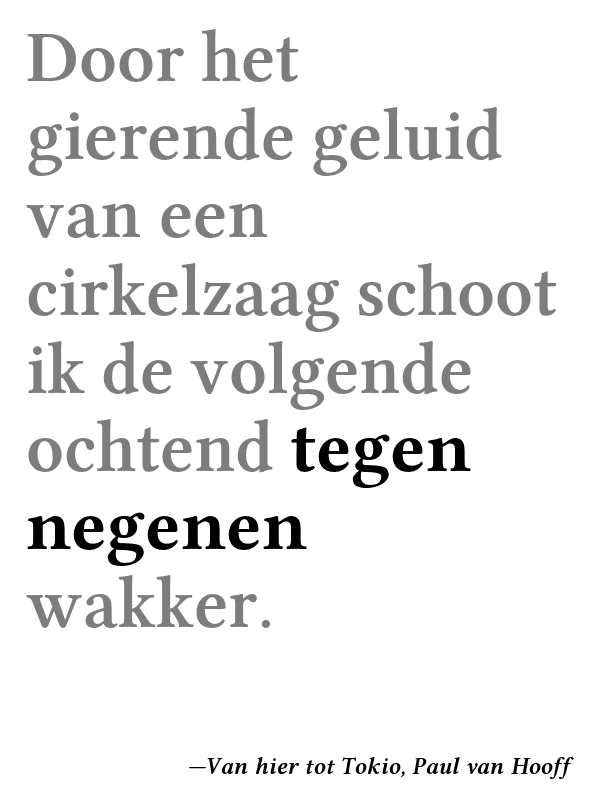 Door het
gierende geluid
van een
cirkelzaag schoot
ik de volgende
ochtend tegen
negenen
wakker.
—Van hier tot Tokio, Paul van Hooff